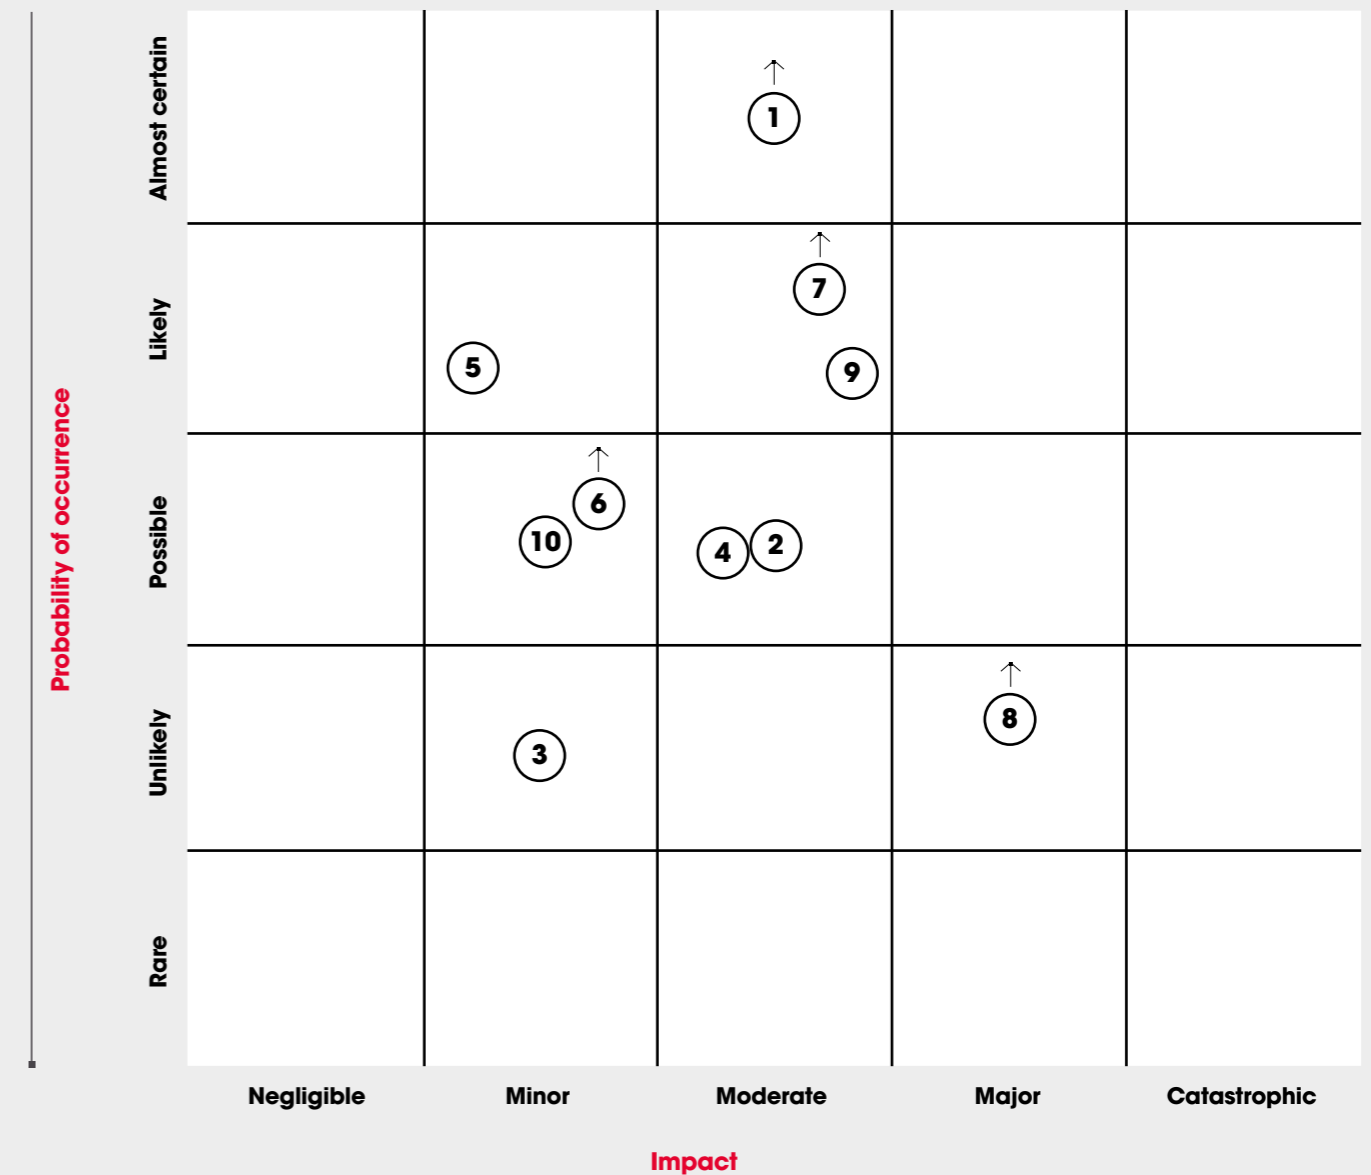 Probability of occurrence
Almost certain
Likely
Possible
Unlikely
Rare
1
7
5
9
6
10
4
2
8
3
Negligible
Minor
Moderate
Major
Catastrophic
Impact